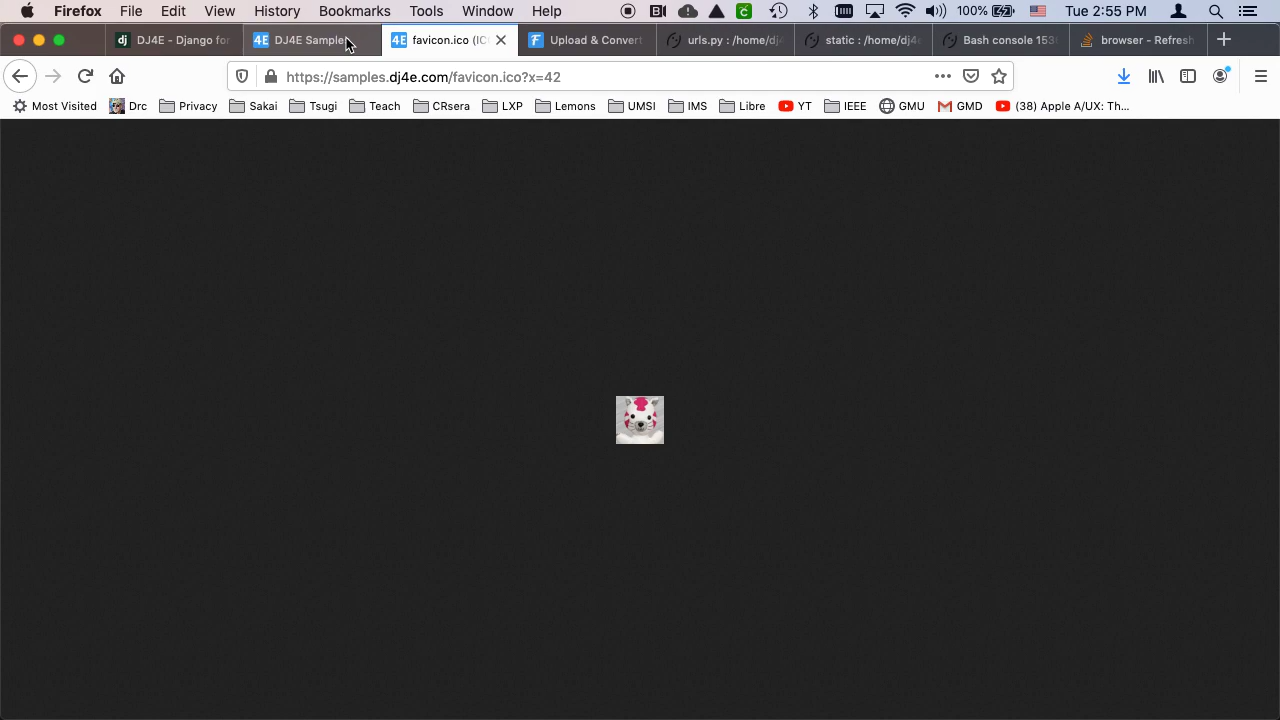 Firefox File Edit View History Bookmarks Tools Window Help 100% Tue 2:55 PM
dj DJ4E - Django for 4E DJ4E Sample 4E favicon.ico (IC F Upload & Convert urls.py : /home/dj4 static : /home/dj4e Bash console 153 browser - Refresh
https://samples.dj4e.com/favicon.ico?x=42
Most Visited Drc Privacy Sakai Tsugi Teach CRsera LXP Lemons UMSI IMS Libre YT IEEE GMU GMD (38) Apple A/UX: Th...